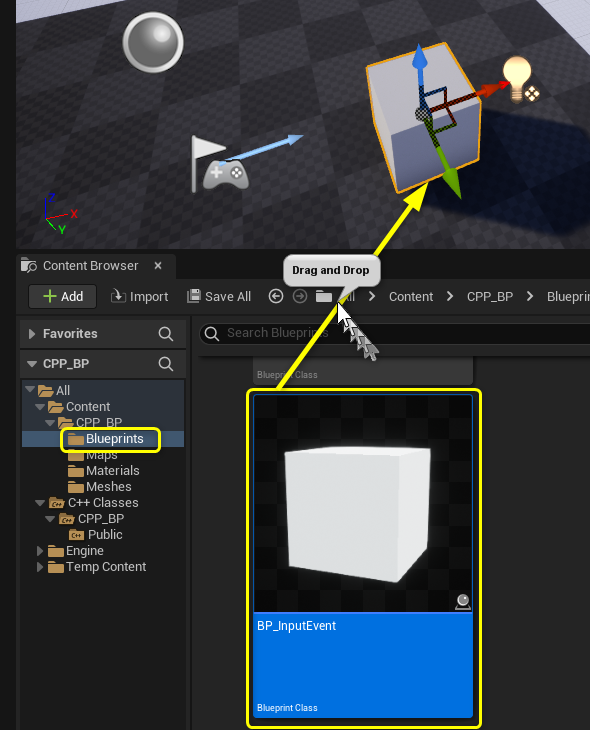 Z
X
Y
Content Browser
Drag and Drop
Add
Import
Save All
All
Content
CPP_BP
Favorites
Search Blueprints
CPP_BP
Blueprint Class
All
Content
CPP_BP
Blueprints
Maps
Materials
Meshes
C++ Classes
CPP_BP
Public
Engine
Temp Content
BP_InputEvent
Blueprint Class